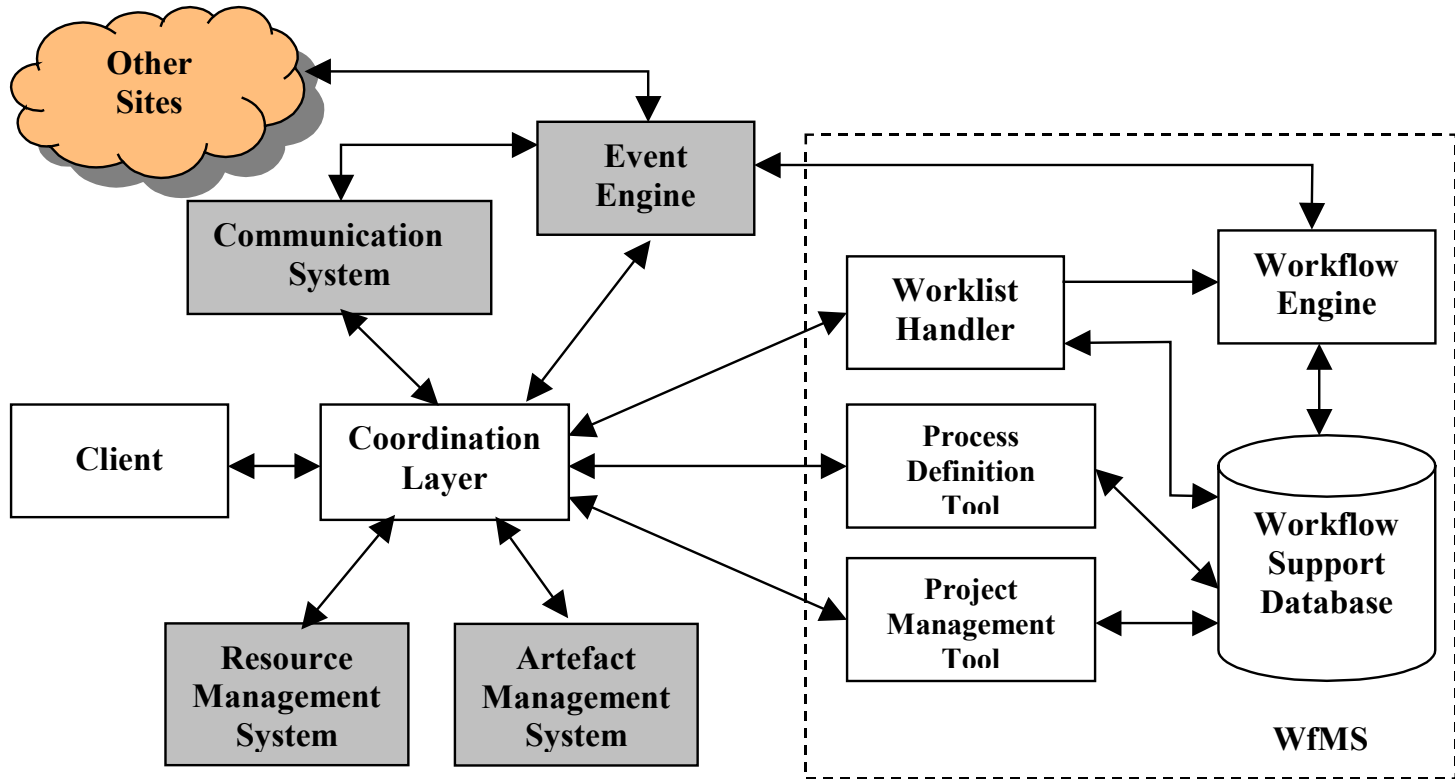 Other
Sites
Event
Engine
Communication
System
Worklist
Handler
Workflow
Engine
Client
Coordination
Layer
Process
Definition
Tool
Workflow
Support
Database
Project
Management
Tool
Resource
Management
System
Artefact
Management
System
WfMS